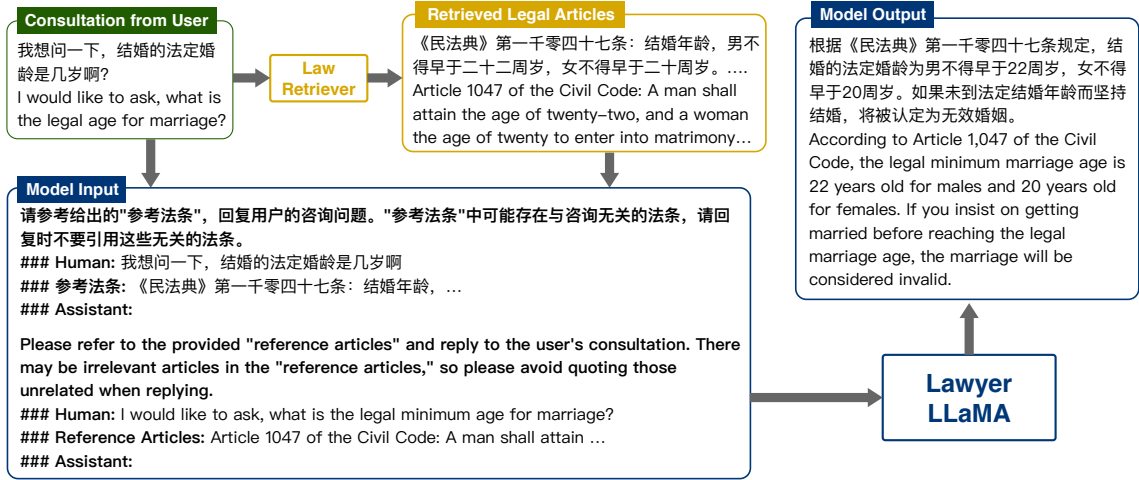 Consultation from User
我想问一下，结婚的法定婚
龄是几岁啊?
I would like to ask, what is
the legal age for marriage?
Law
Retriever
Retrieved Legal Articles
《民法典》第一千零四十七条：结婚年龄，男不
得早于二十二周岁，女不得早于二十周岁。....
Article 1047 of the Civil Code: A man shall
attain the age of twenty-two, and a woman
the age of twenty to enter into matrimony...
Model Output
根据《民法典》第一千零四十七条规定，结
婚的法定婚龄为男不得早于22周岁，女不得
早于20周岁。如果未到法定结婚年龄而坚持
结婚，将被认定为无效婚姻。
According to Article 1,047 of the Civil
Code, the legal minimum marriage age is
22 years old for males and 20 years old
for females. If you insist on getting
married before reaching the legal
marriage age, the marriage will be
considered invalid.
Model Input
请参考给出的"参考法条"，回复用户的咨询问题。"参考法条"中可能存在与咨询无关的法条，请回
复时不要引用这些无关的法条。
### Human: 我想问一下，结婚的法定婚龄是几岁啊
### 参考法条: 《民法典》第一千零四十七条：结婚年龄，...
### Assistant:
Please refer to the provided "reference articles" and reply to the user's consultation. There
may be irrelevant articles in the "reference articles," so please avoid quoting those
unrelated when replying.
### Human: I would like to ask, what is the legal minimum age for marriage?
### Reference Articles: Article 1047 of the Civil Code: A man shall attain ...
### Assistant:
Lawyer
LLaMA